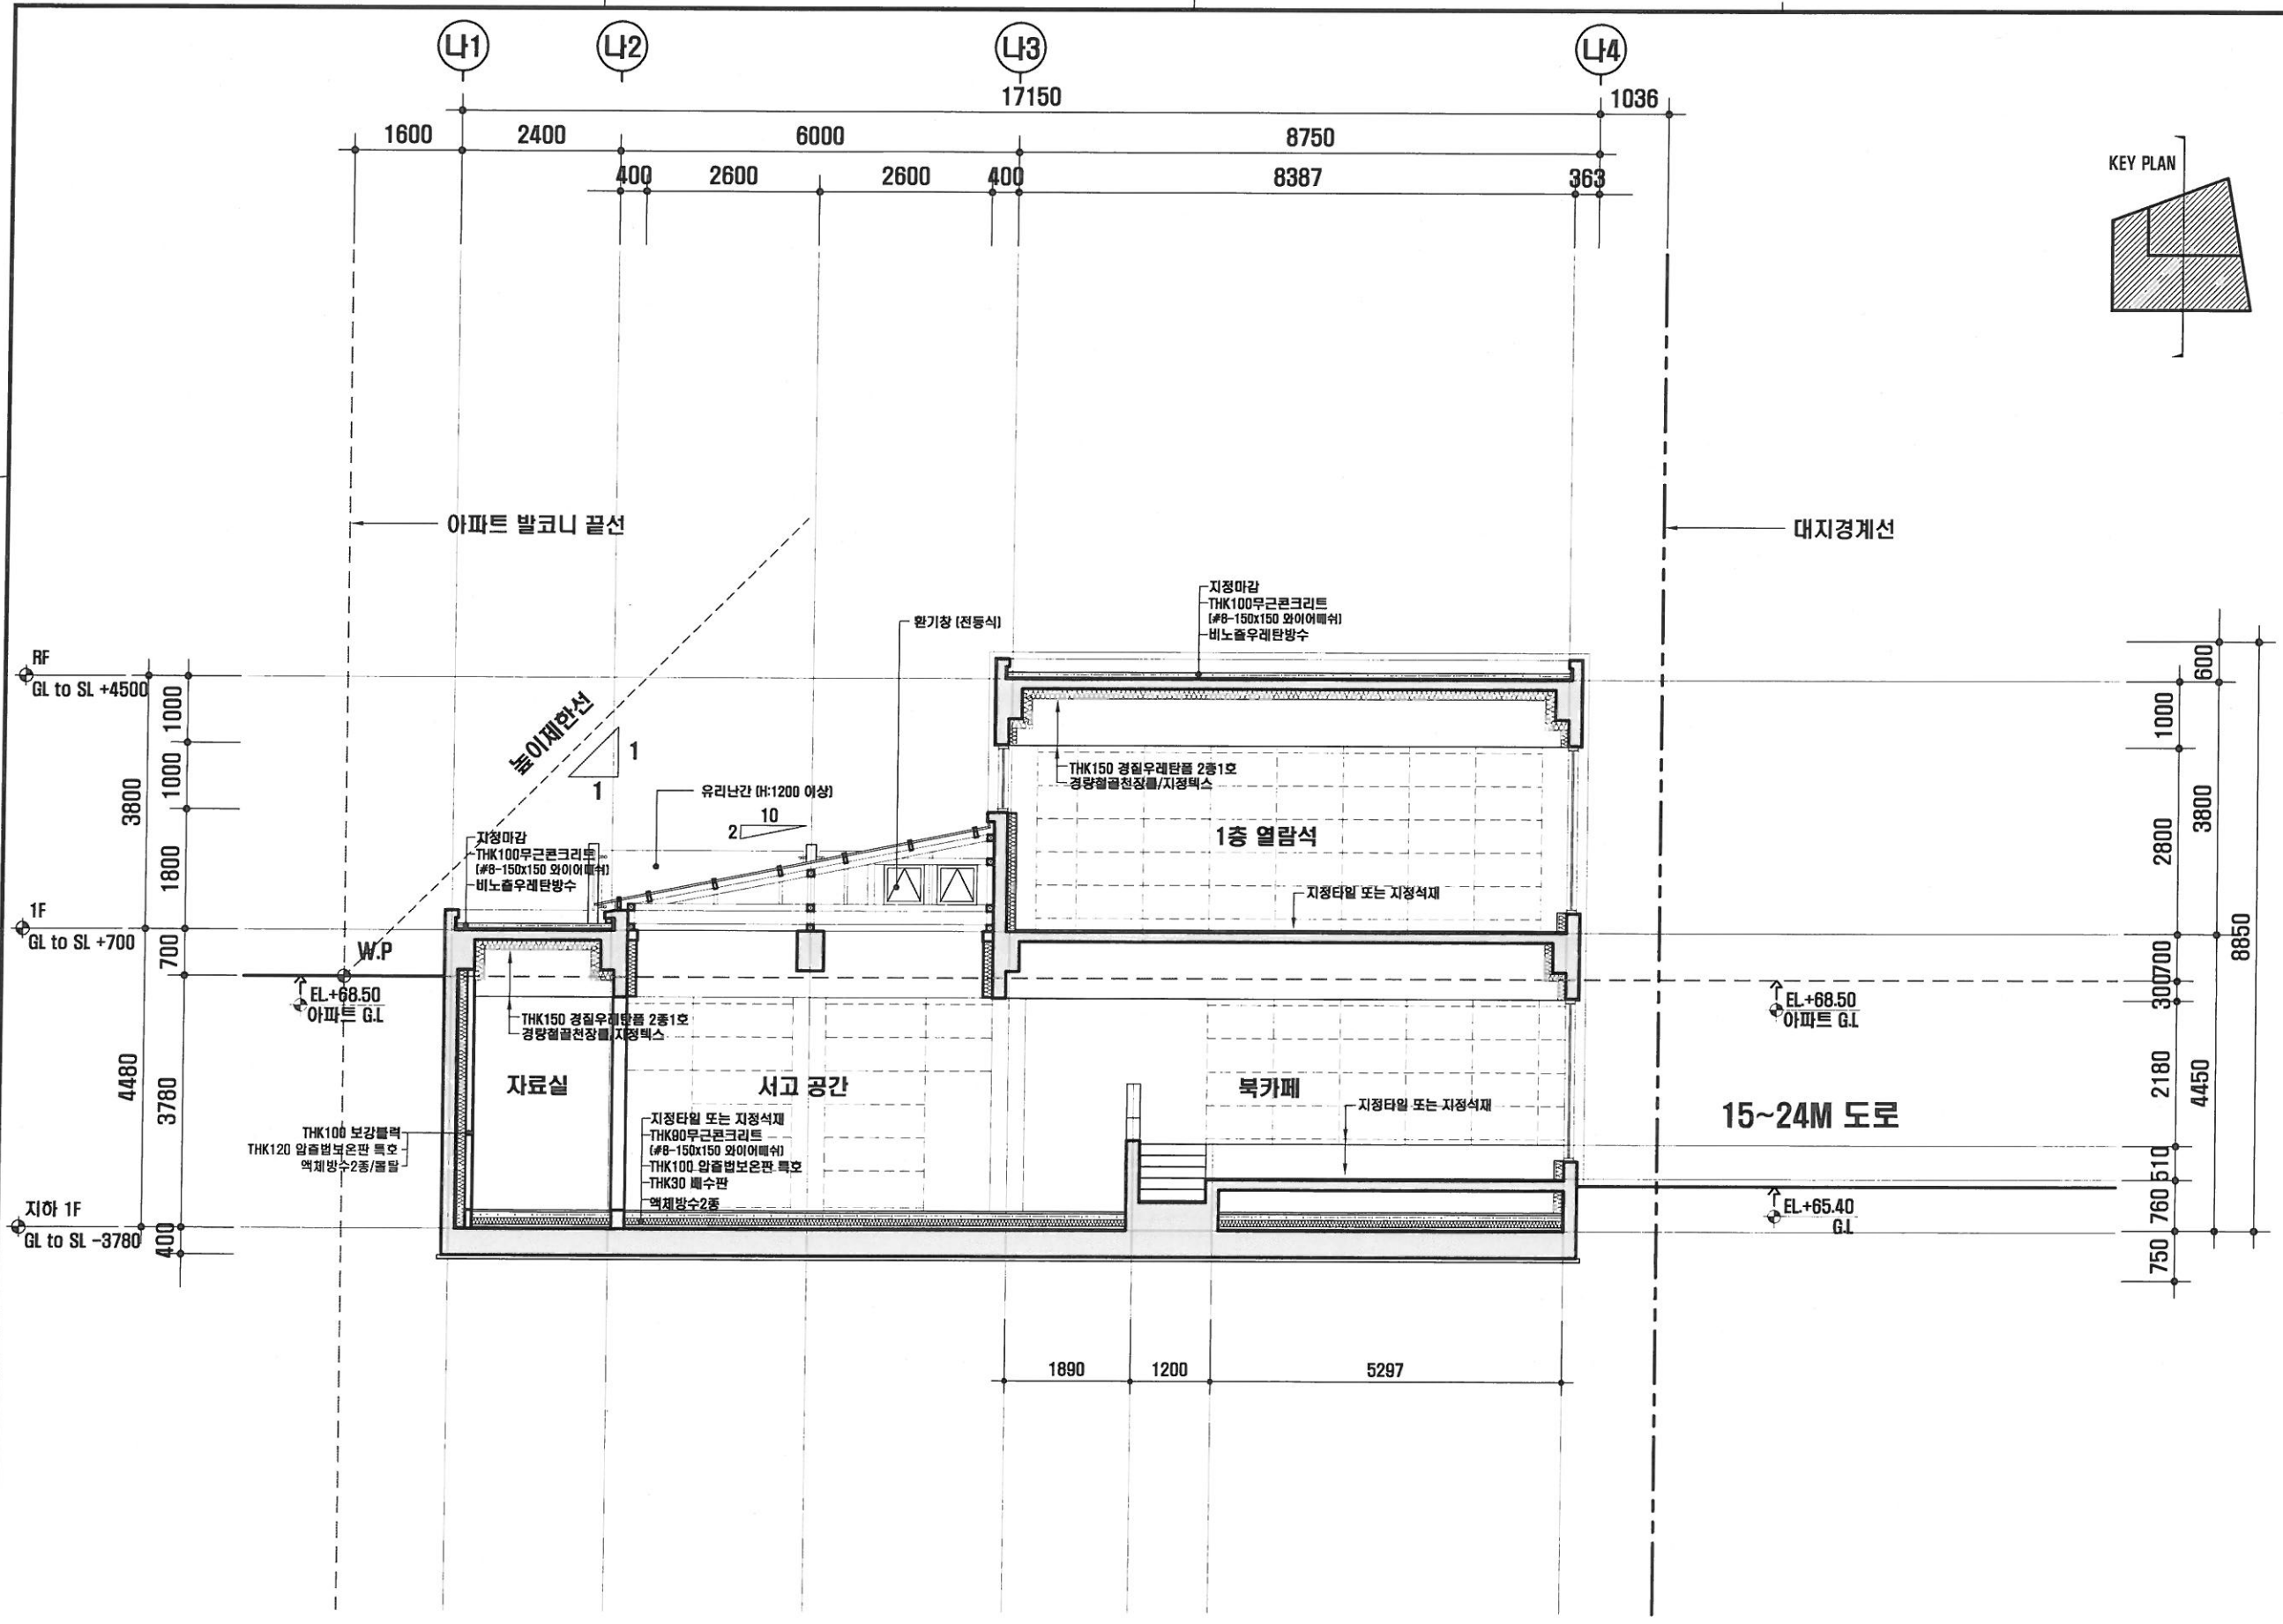 나1
나2
나3
나4
17150
1036
1600
2400
6000
8750
400
2600
2600
400
8387
363
KEY PLAN
아파트 발코니 끝선
대지경계선
지정마감
THK100무근콘크리트
(#8-150x150 와이어메쉬)
비노출우레탄방수
환기창 (전동식)
RF
GL to SL +4500
높이제한선
1
1
유리난간 (H:1200 이상)
10
2
THK150 경질우레탄폼 2종1호
경량철골천장틀/지정텍스
1층 열람석
지정타일 또는 지정석재
지정마감
THK100무근콘크리트
(#8-150x150 와이어메쉬)
비노출우레탄방수
1F
GL to SL +700
W.P
EL.+68.50
아파트 G.L
THK150 경질우레탄폼 2종1호
경량철골천장틀/지정텍스
EL.+68.50
아파트 G.L
자료실
서고 공간
북카페
지정타일 또는 지정석재
15~24M 도로
지정타일 또는 지정석재
THK90무근콘크리트
(#8-150x150 와이어메쉬)
THK100 압출법보온판 특호
THK30 배수판
액체방수2종
THK100 보강블럭
THK120 압출법보온판 특호
액체방수2종/몰탈
지하 1F
GL to SL -3780
EL.+65.40
G.L
3800
4480
1000
1000
1800
700
3780
400
600
1000
2800
700
300
2180
510
760
750
3800
4450
8850
1890
1200
5297